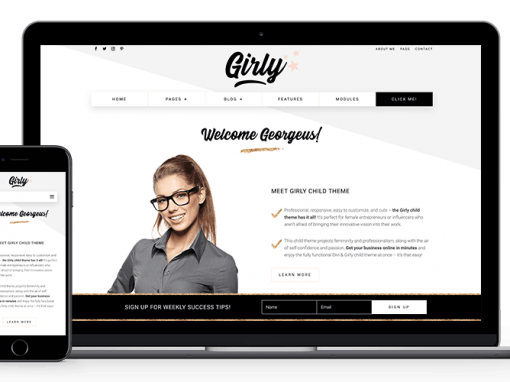 ABOUT ME PAGE CONTACT
Girly
HOME PAGES BLOG FEATURES MODULES CLICK ME!
Welcome Georgeus!
MEET GIRLY CHILD THEME
Professional, responsive, easy to customize, and cute – the Girly child
theme has it all! It's perfect for female entrepreneurs or influencers who
aren't afraid of bringing their innovative vision into their work.
This child theme projects femininity and professionalism, along with the air
of self confidence and passion. Get your business online in minutes and
enjoy the fully functional Divi & Girly child theme at once – it's that easy!
LEARN MORE
SIGN UP FOR WEEKLY SUCCESS TIPS! Name Email SIGN UP
Girly
elcome Georgeus!
MEET GIRLY CHILD THEME
LEARN MORE